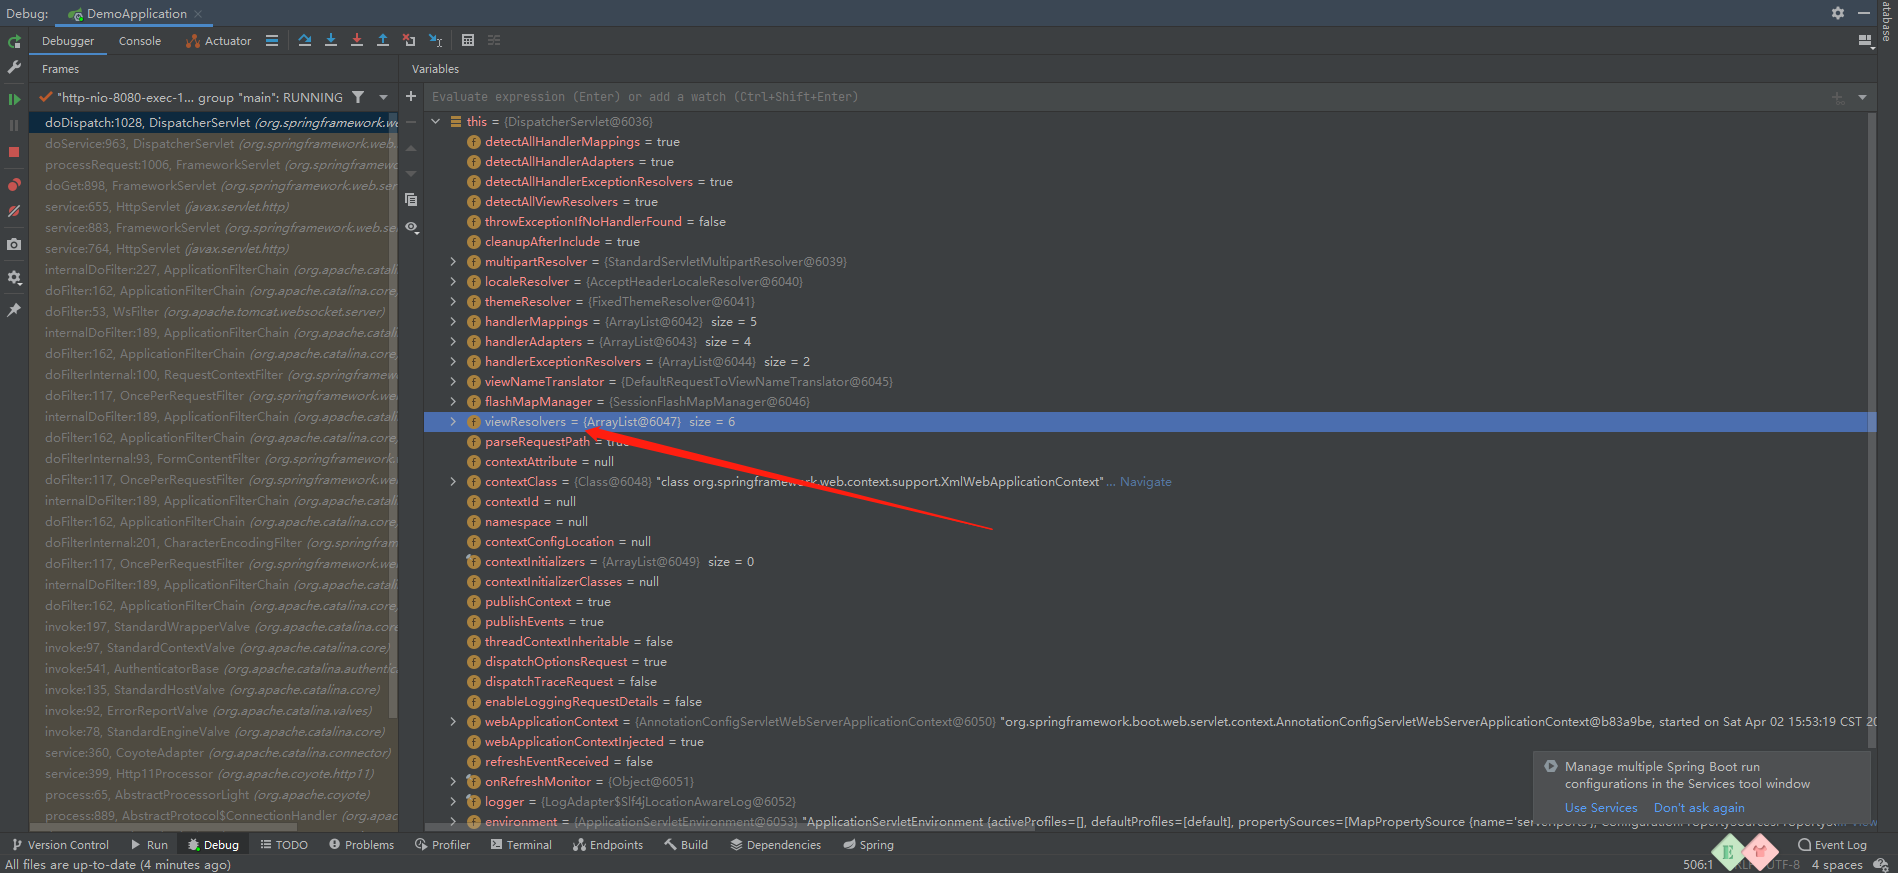 Debug: DemoApplication
atabase
Debugger Console Actuator
Frames
Variables
"http-nio-8080-exec-1... group "main": RUNNING
Evaluate expression (Enter) or add a watch (Ctrl+Shift+Enter)
doDispatch:1028, DispatcherServlet (org.springframework.we
doService:963, DispatcherServlet (org.springframework.web.
processRequest:1006, FrameworkServlet (org.springframewo
doGet:898, FrameworkServlet (org.springframework.web.ser
service:655, HttpServlet (javax.servlet.http)
service:883, FrameworkServlet (org.springframework.web.se
service:764, HttpServlet (javax.servlet.http)
internalDoFilter:227, ApplicationFilterChain (org.apache.catali
doFilter:162, ApplicationFilterChain (org.apache.catalina.core,
doFilter:53, WsFilter (org.apache.tomcat.websocket.server)
internalDoFilter:189, ApplicationFilterChain (org.apache.catali
doFilter:162, ApplicationFilterChain (org.apache.catalina.core,
doFilterInternal:100, RequestContextFilter (org.springframew
doFilter:117, OncePerRequestFilter (org.springframework.we
internalDoFilter:189, ApplicationFilterChain (org.apache.catali
doFilter:162, ApplicationFilterChain (org.apache.catalina.core,
doFilterInternal:93, FormContentFilter (org.springframework.
doFilter:117, OncePerRequestFilter (org.springframework.we
internalDoFilter:189, ApplicationFilterChain (org.apache.catali
doFilter:162, ApplicationFilterChain (org.apache.catalina.core,
doFilterInternal:201, CharacterEncodingFilter (org.springfram
doFilter:117, OncePerRequestFilter (org.springframework.we
internalDoFilter:189, ApplicationFilterChain (org.apache.catali
doFilter:162, ApplicationFilterChain (org.apache.catalina.core,
invoke:197, StandardWrapperValve (org.apache.catalina.core
invoke:97, StandardContextValve (org.apache.catalina.core)
invoke:541, AuthenticatorBase (org.apache.catalina.authentic
invoke:135, StandardHostValve (org.apache.catalina.core)
invoke:92, ErrorReportValve (org.apache.catalina.valves)
invoke:78, StandardEngineValve (org.apache.catalina.core)
service:360, CoyoteAdapter (org.apache.catalina.connector)
service:399, Http11Processor (org.apache.coyote.http11)
process:65, AbstractProcessorLight (org.apache.coyote)
process:889, AbstractProtocol$ConnectionHandler (org.apach
this = {DispatcherServlet@6036}
detectAllHandlerMappings = true
detectAllHandlerAdapters = true
detectAllHandlerExceptionResolvers = true
detectAllViewResolvers = true
throwExceptionIfNoHandlerFound = false
cleanupAfterInclude = true
multipartResolver = {StandardServletMultipartResolver@6039}
localeResolver = {AcceptHeaderLocaleResolver@6040}
themeResolver = {FixedThemeResolver@6041}
handlerMappings = {ArrayList@6042} size = 5
handlerAdapters = {ArrayList@6043} size = 4
handlerExceptionResolvers = {ArrayList@6044} size = 2
viewNameTranslator = {DefaultRequestToViewNameTranslator@6045}
flashMapManager = {SessionFlashMapManager@6046}
viewResolvers = {ArrayList@6047} size = 6
parseRequestPath = true
contextAttribute = null
contextClass = {Class@6048} "class org.springframework.web.context.support.XmlWebApplicationContext"... Navigate
contextId = null
namespace = null
contextConfigLocation = null
contextInitializers = {ArrayList@6049} size = 0
contextInitializerClasses = null
publishContext = true
publishEvents = true
threadContextInheritable = false
dispatchOptionsRequest = true
dispatchTraceRequest = false
enableLoggingRequestDetails = false
webApplicationContext = {AnnotationConfigServletWebServerApplicationContext@6050} "org.springframework.boot.web.servlet.context.AnnotationConfigServletWebServerApplicationContext@b83a9be, started on Sat Apr 02 15:53:19 CST 20
webApplicationContextInjected = true
refreshEventReceived = false
onRefreshMonitor = {Object@6051}
logger = {LogAdapter$Slf4jLocationAwareLog@6052}
environment = {ApplicationServletEnvironment@6053} "ApplicationServletEnvironment {activeProfiles=[], defaultProfiles=[default], propertySources=[MapPropertySource {name='server.ports'},
Manage multiple Spring Boot run
configurations in the Services tool window
Use Services Don't ask again
Version Control Run Debug TODO Problems Profiler Terminal Endpoints Build Dependencies Spring Event Log
All files are up-to-date (4 minutes ago) 506:1 UTF-8 4 spaces